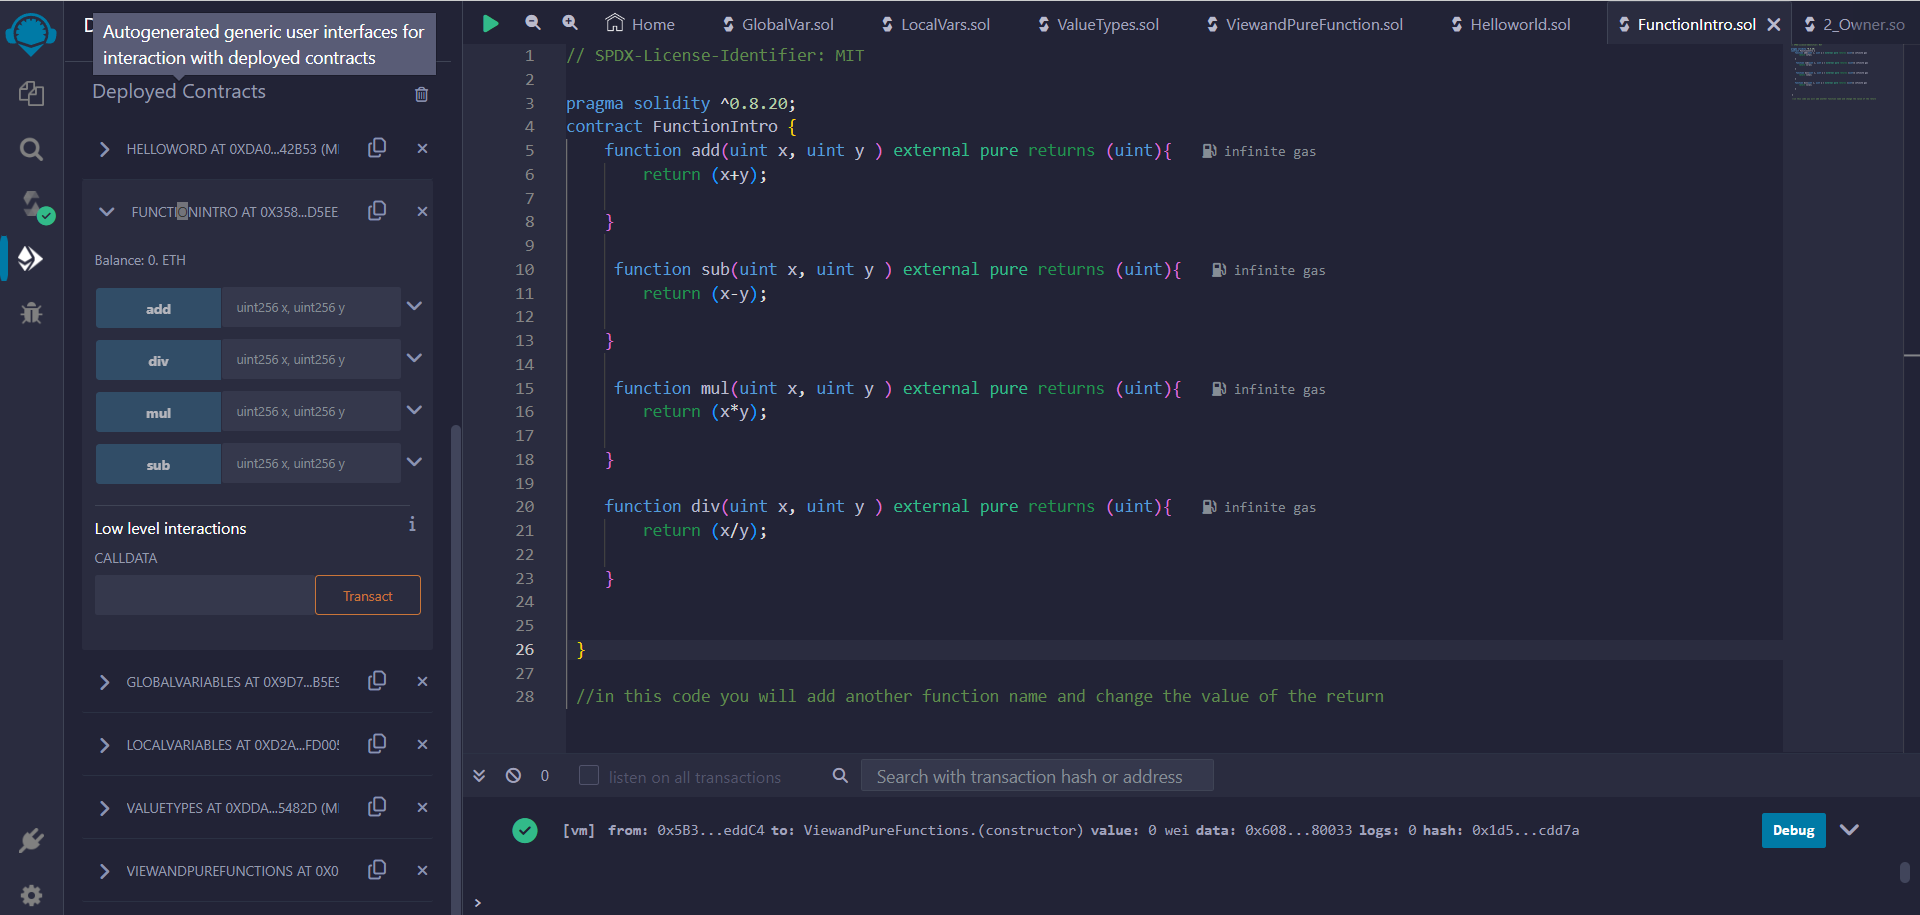 Home
GlobalVar.sol
LocalVars.sol
ValueTypes.sol
ViewandPureFunction.sol
Helloworld.sol
FunctionIntro.sol
2_Owner.so
D
Autogenerated generic user interfaces for
interaction with deployed contracts
Deployed Contracts
HELLOWORD AT 0XDA0...42B53 (MI
FUNCTIONINTRO AT 0X358...D5EE
Balance: 0. ETH
add uint256 x, uint256 y
div uint256 x, uint256 y
mul uint256 x, uint256 y
sub uint256 x, uint256 y
Low level interactions
i
CALLDATA
Transact
GLOBALVARIABLES AT 0X9D7...B5E9
LOCALVARIABLES AT 0XD2A...FD005
VALUETYPES AT 0XDDA...5482D (MI
VIEWANDPUREFUNCTIONS AT 0X0
1 // SPDX-License-Identifier: MIT
2
3 pragma solidity ^0.8.20;
4 contract FunctionIntro {
5 function add(uint x, uint y ) external pure returns (uint){ infinite gas
6 return (x+y);
7
8 }
9
10 function sub(uint x, uint y ) external pure returns (uint){ infinite gas
11 return (x-y);
12
13 }
14
15 function mul(uint x, uint y ) external pure returns (uint){ infinite gas
16 return (x*y);
17
18 }
19
20 function div(uint x, uint y ) external pure returns (uint){ infinite gas
21 return (x/y);
22
23 }
24
25
26 }
27
28 //in this code you will add another function name and change the value of the return
0 listen on all transactions Search with transaction hash or address
[vm] from: 0x5B3...eddC4 to: ViewandPureFunctions.(constructor) value: 0 wei data: 0x608...80033 logs: 0 hash: 0x1d5...cdd7a
Debug
>